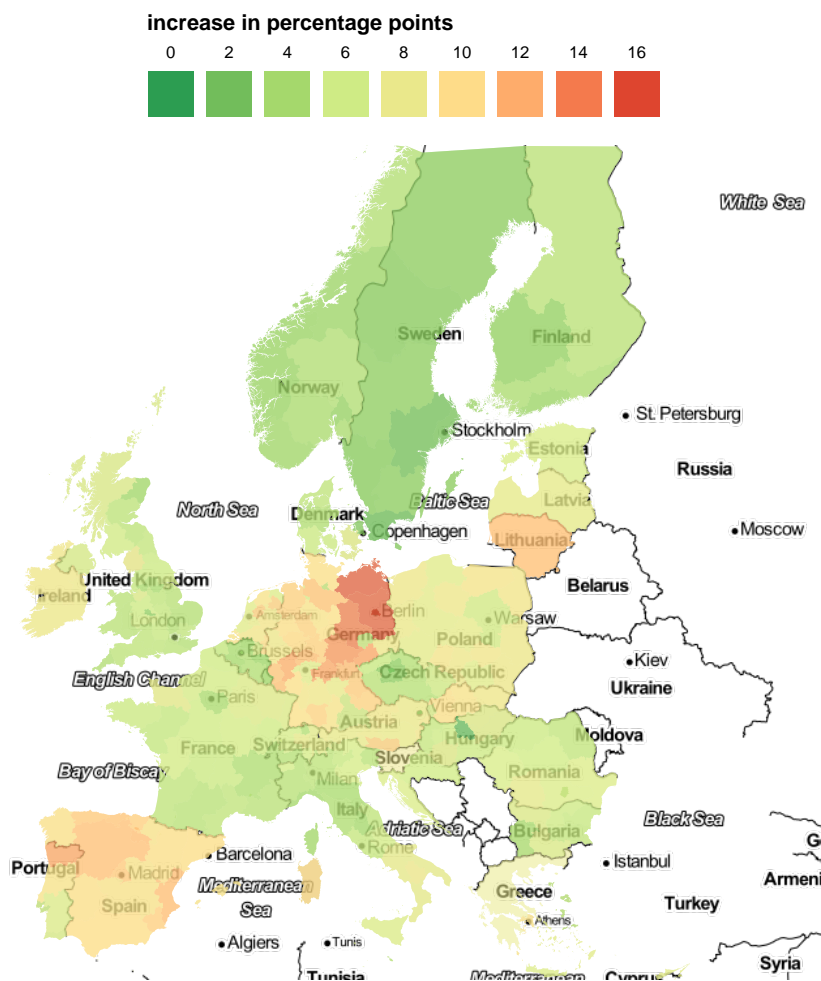 increase in percentage points
0 2 4 6 8 10 12 14 16
White Sea
Sweden
Finland
Norway
St. Petersburg
Stockholm
Estonia
Russia
North Sea
Baltic Sea
Latvia
Denmark
Copenhagen
Moscow
Lithuania
United Kingdom
Belarus
Ireland
London
Amsterdam
Berlin
Warsaw
Germany
Poland
Brussels
Kiev
English Channel
Frankfurt
Czech Republic
Ukraine
Paris
Vienna
Austria
Moldova
France
Switzerland
Hungary
Slovenia
Bay of Biscay
Milan
Romania
Italy
Black Sea
Adriatic Sea
Bulgaria
Rome
G
Barcelona
Istanbul
Portugal
Madrid
Armeni
Mediterranean
Sea
Greece
Turkey
Spain
Athens
Algiers
Tunis
Syria
Tunisia
Mediterranean
Cyprus